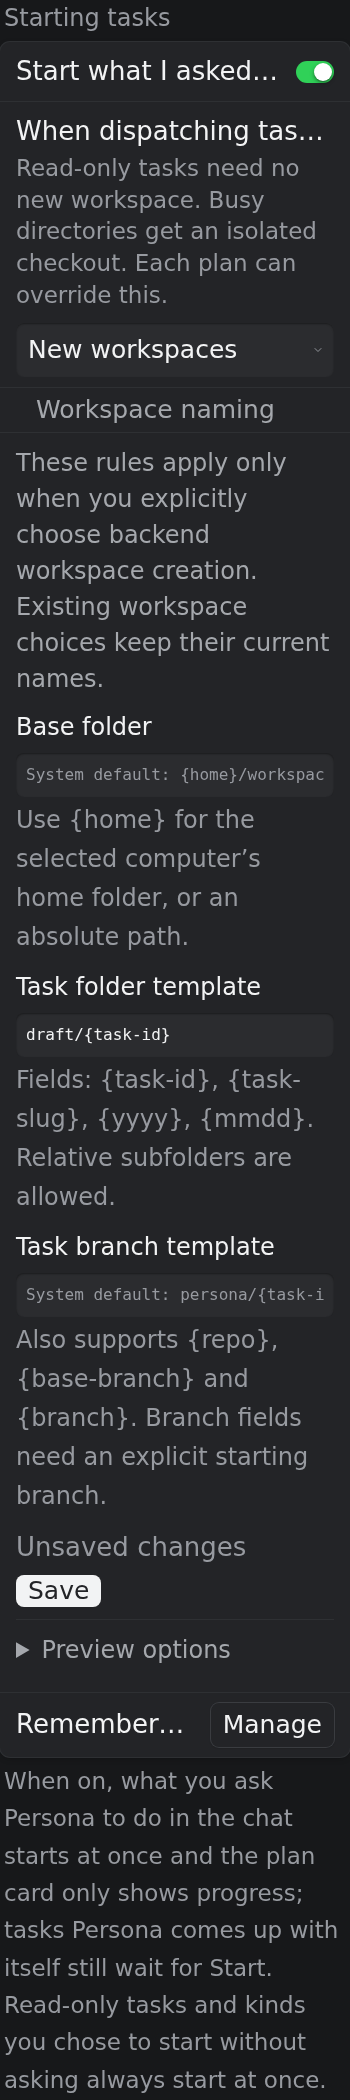 Starting tasks
Start what I asked…
When dispatching tas…
Read-only tasks need no
new workspace. Busy
directories get an isolated
checkout. Each plan can
override this.
New workspaces
Workspace naming
These rules apply only
when you explicitly
choose backend
workspace creation.
Existing workspace
choices keep their current
names.
Base folder
System default: {home}/workspac
Use {home} for the
selected computer’s
home folder, or an
absolute path.
Task folder template
draft/{task-id}
Fields: {task-id}, {task-
slug}, {yyyy}, {mmdd}.
Relative subfolders are
allowed.
Task branch template
System default: persona/{task-i
Also supports {repo},
{base-branch} and
{branch}. Branch fields
need an explicit starting
branch.
Unsaved changes
Save
Preview options
Remember…
Manage
When on, what you ask
Persona to do in the chat
starts at once and the plan
card only shows progress;
tasks Persona comes up with
itself still wait for Start.
Read-only tasks and kinds
you chose to start without
asking always start at once.